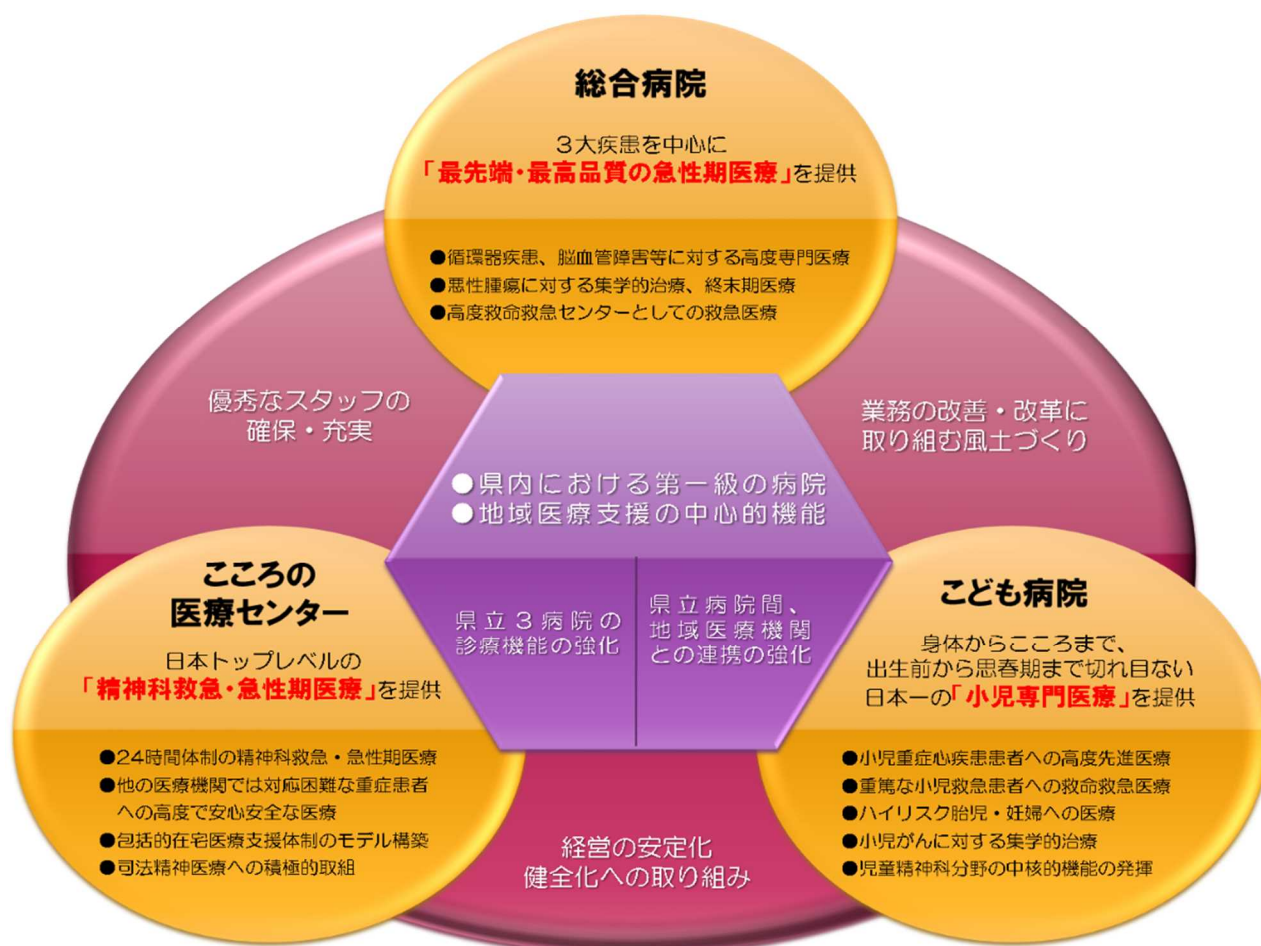 総合病院
３大疾患を中心に
「最先端・最高品質の急性期医療」を提供
●循環器疾患、脳血管障害等に対する高度専門医療
●悪性腫瘍に対する集学的治療、終末期医療
●高度救命救急センターとしての救急医療
優秀なスタッフの
確保・充実
業務の改善・改革に
取り組む風土づくり
●県内における第一級の病院
●地域医療支援の中心的機能
県立３病院の
診療機能の強化
県立病院間、
地域医療機関
との連携の強化
こころの
医療センター
日本トップレベルの
「精神科救急・急性期医療」を提供
●24時間体制の精神科救急・急性期医療
●他の医療機関では対応困難な重症患者
への高度で安心安全な医療
●包括的在宅医療支援体制のモデル構築
●司法精神医療への積極的取組
こども病院
身体からこころまで、
出生前から思春期まで切れ目ない
日本一の「小児専門医療」を提供
●小児重症心疾患患者への高度先進医療
●重篤な小児救急患者への救命救急医療
●ハイリスク胎児・妊婦への医療
●小児がんに対する集学的治療
●児童精神科分野の中核的機能の発揮
経営の安定化
健全化への取り組み